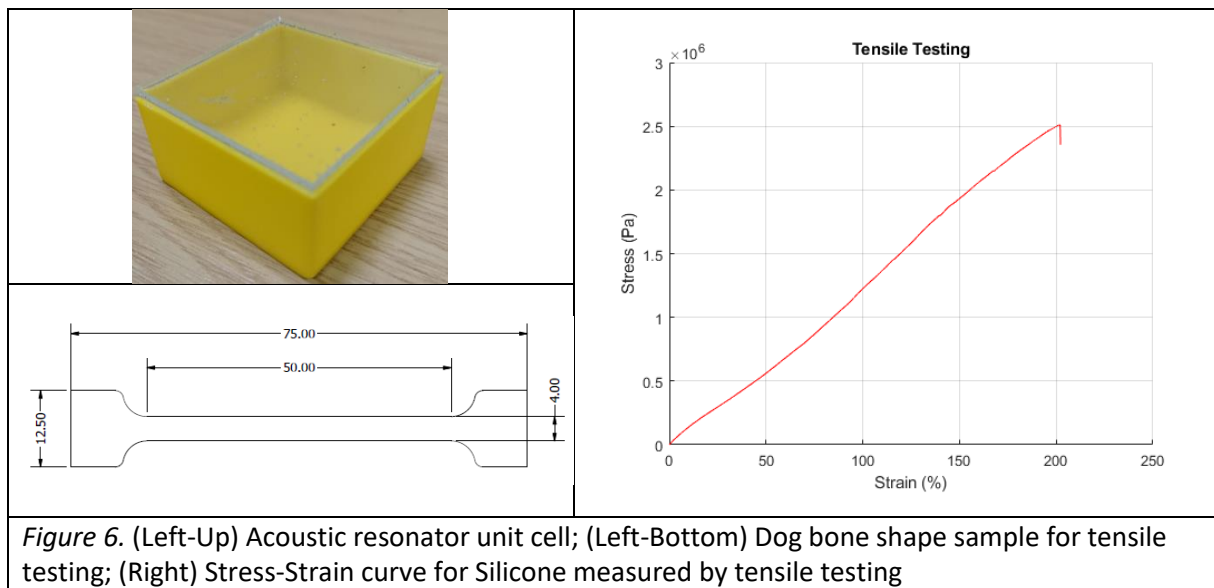 75.00
50.00
12.50
4.00
Tensile Testing
×10⁶
3
2.5
2
1.5
1
0.5
0
Stress (Pa)
0 50 100 150 200 250
Strain (%)
Figure 6. (Left-Up) Acoustic resonator unit cell; (Left-Bottom) Dog bone shape sample for tensile
testing; (Right) Stress-Strain curve for Silicone measured by tensile testing